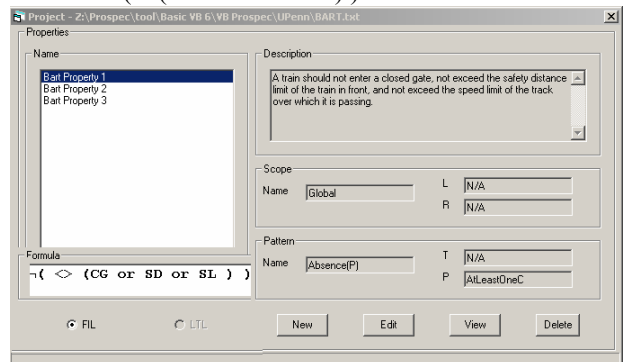 Project - Z:\Prospec\tool\Basic VB 6\VB Prospec\UPenn\BART.txt
Properties
Name
Bart Property 1
Bart Property 2
Bart Property 3
Description
A train should not enter a closed gate, not exceed the safety distance
limit of the train in front, and not exceed the speed limit of the track
over which it is passing.
Scope
Name Global L N/A
R N/A
Pattern
Name Absence(P) T N/A
P AtLeastOneC
Formula
¬( <> (CG or SD or SL ) )
FIL LTL New Edit View Delete